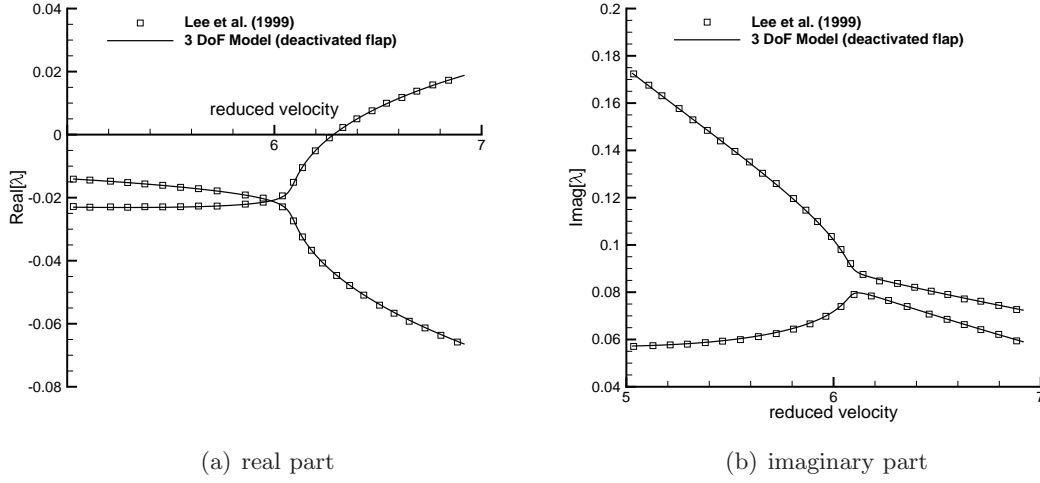 0.04
0.02
0
-0.02
-0.04
-0.06
-0.08
Real[λ]
Lee et al. (1999)
3 DoF Model (deactivated flap)
reduced velocity
6
7
(a) real part
0.2
0.18
0.16
0.14
0.12
0.1
0.08
0.06
0.04
Imag[λ]
Lee et al. (1999)
3 DoF Model (deactivated flap)
5
6
7
reduced velocity
(b) imaginary part